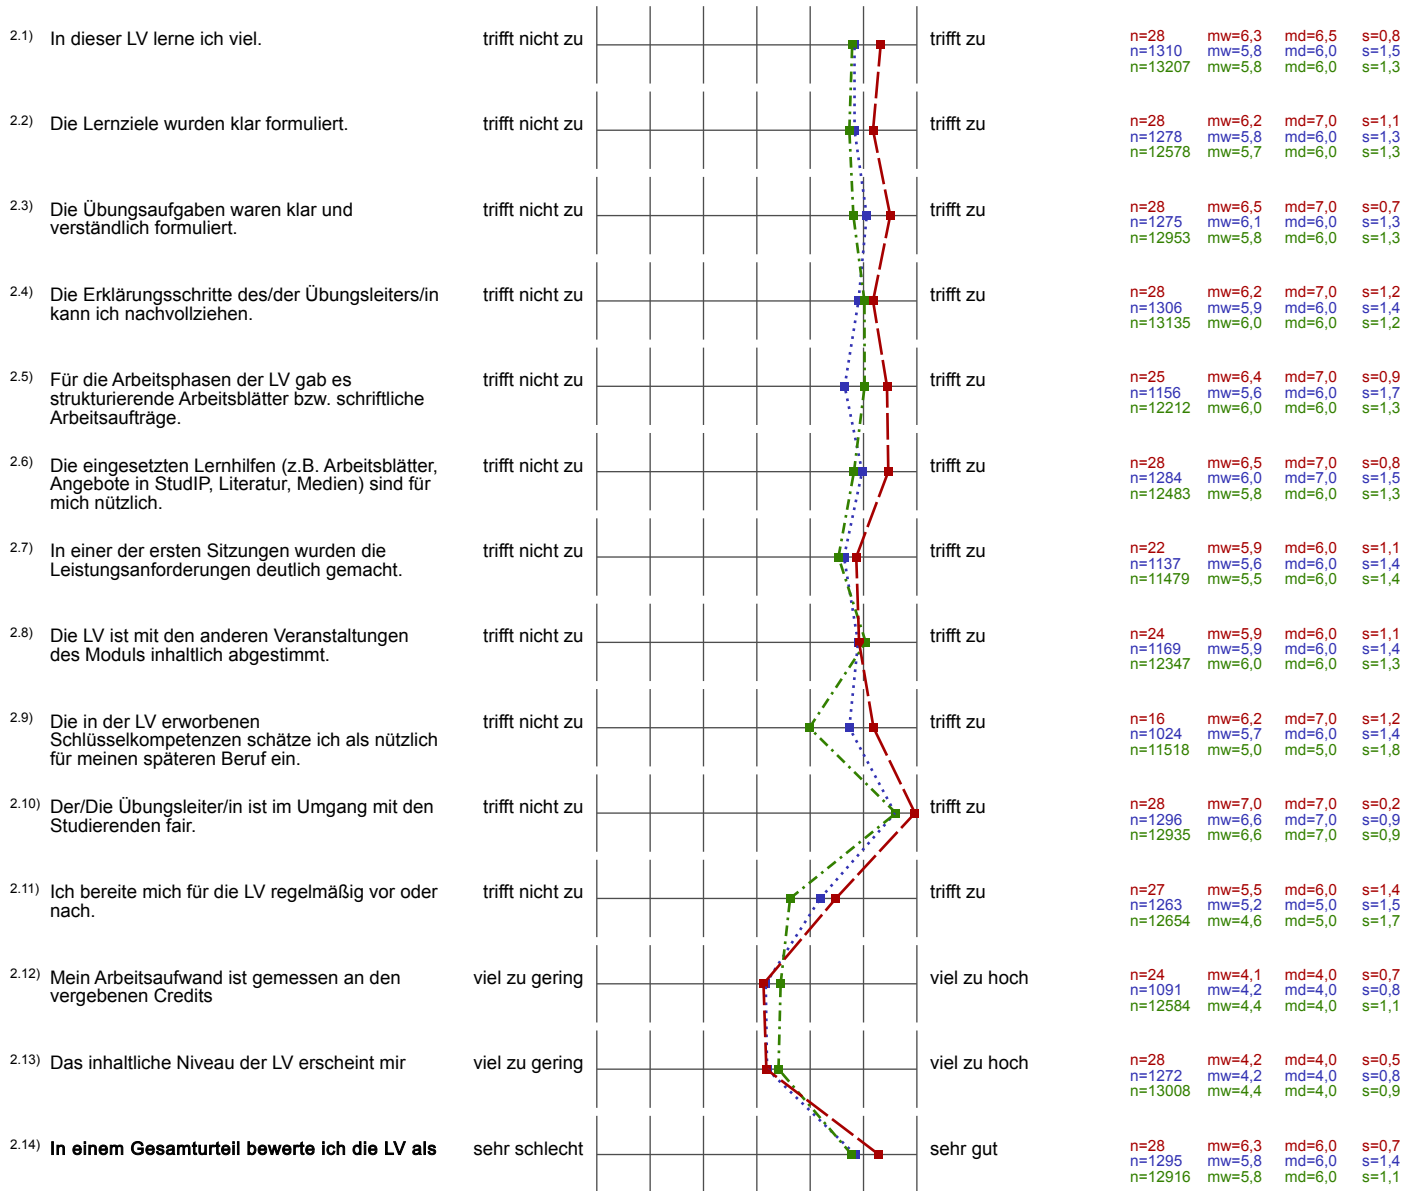 2.1) In dieser LV lerne ich viel. trifft nicht zu trifft zu n=28 mw=6,3 md=6,5 s=0,8
n=1310 mw=5,8 md=6,0 s=1,5
n=13207 mw=5,8 md=6,0 s=1,3
2.2) Die Lernziele wurden klar formuliert. trifft nicht zu trifft zu n=28 mw=6,2 md=7,0 s=1,1
n=1278 mw=5,8 md=6,0 s=1,3
n=12578 mw=5,7 md=6,0 s=1,3
2.3) Die Übungsaufgaben waren klar und trifft nicht zu trifft zu n=28 mw=6,5 md=7,0 s=0,7
verständlich formuliert. n=1275 mw=6,1 md=6,0 s=1,3
n=12953 mw=5,8 md=6,0 s=1,3
2.4) Die Erklärungsschritte des/der Übungsleiters/in trifft nicht zu trifft zu n=28 mw=6,2 md=7,0 s=1,2
kann ich nachvollziehen. n=1306 mw=5,9 md=6,0 s=1,4
n=13135 mw=6,0 md=6,0 s=1,2
2.5) Für die Arbeitsphasen der LV gab es trifft nicht zu trifft zu n=25 mw=6,4 md=7,0 s=0,9
strukturierende Arbeitsblätter bzw. schriftliche n=1156 mw=5,6 md=6,0 s=1,7
Arbeitsaufträge. n=12212 mw=6,0 md=6,0 s=1,3
2.6) Die eingesetzten Lernhilfen (z.B. Arbeitsblätter, trifft nicht zu trifft zu n=28 mw=6,5 md=7,0 s=0,8
Angebote in StudIP, Literatur, Medien) sind für n=1284 mw=6,0 md=7,0 s=1,5
mich nützlich. n=12483 mw=5,8 md=6,0 s=1,3
2.7) In einer der ersten Sitzungen wurden die trifft nicht zu trifft zu n=22 mw=5,9 md=6,0 s=1,1
Leistungsanforderungen deutlich gemacht. n=1137 mw=5,6 md=6,0 s=1,4
n=11479 mw=5,5 md=6,0 s=1,4
2.8) Die LV ist mit den anderen Veranstaltungen trifft nicht zu trifft zu n=24 mw=5,9 md=6,0 s=1,1
des Moduls inhaltlich abgestimmt. n=1169 mw=5,9 md=6,0 s=1,4
n=12347 mw=6,0 md=6,0 s=1,3
2.9) Die in der LV erworbenen trifft nicht zu trifft zu n=16 mw=6,2 md=7,0 s=1,2
Schlüsselkompetenzen schätze ich als nützlich n=1024 mw=5,7 md=6,0 s=1,4
für meinen späteren Beruf ein. n=11518 mw=5,0 md=5,0 s=1,8
2.10) Der/Die Übungsleiter/in ist im Umgang mit den trifft nicht zu trifft zu n=28 mw=7,0 md=7,0 s=0,2
Studierenden fair. n=1296 mw=6,6 md=7,0 s=0,9
n=12935 mw=6,6 md=7,0 s=0,9
2.11) Ich bereite mich für die LV regelmäßig vor oder trifft nicht zu trifft zu n=27 mw=5,5 md=6,0 s=1,4
nach. n=1263 mw=5,2 md=5,0 s=1,5
n=12654 mw=4,6 md=5,0 s=1,7
2.12) Mein Arbeitsaufwand ist gemessen an den viel zu gering viel zu hoch n=24 mw=4,1 md=4,0 s=0,7
vergebenen Credits n=1091 mw=4,2 md=4,0 s=0,8
n=12584 mw=4,4 md=4,0 s=1,1
2.13) Das inhaltliche Niveau der LV erscheint mir viel zu gering viel zu hoch n=28 mw=4,2 md=4,0 s=0,5
n=1272 mw=4,2 md=4,0 s=0,8
n=13008 mw=4,4 md=4,0 s=0,9
2.14) In einem Gesamturteil bewerte ich die LV als sehr schlecht sehr gut n=28 mw=6,3 md=6,0 s=0,7
n=1295 mw=5,8 md=6,0 s=1,4
n=12916 mw=5,8 md=6,0 s=1,1